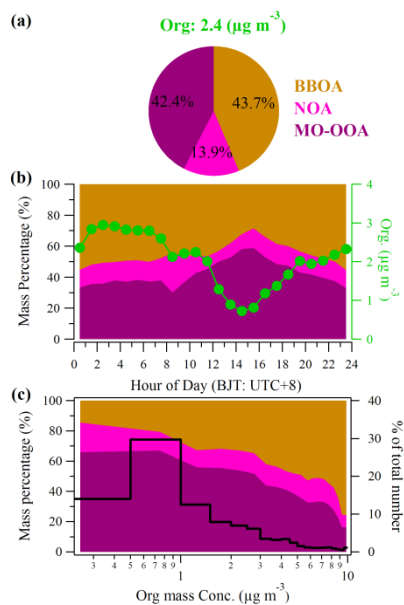 (a)
Org: 2.4 (µg m⁻³)
42.4%
43.7%
13.9%
BBOA
NOA
MO-OOA
(b)
Mass Percentage (%)
100
80
60
40
20
0
4
3
2
1
0
Org. (µg m⁻³)
0 2 4 6 8 10 12 14 16 18 20 22 24
Hour of Day (BJT: UTC+8)
(c)
Mass percentage (%)
100
80
60
40
20
0
40
30
20
10
0
% of total number
3 4 5 6 7 8 9 1 2 3 4 5 6 7 8 9 10
Org mass Conc. (µg m⁻³)